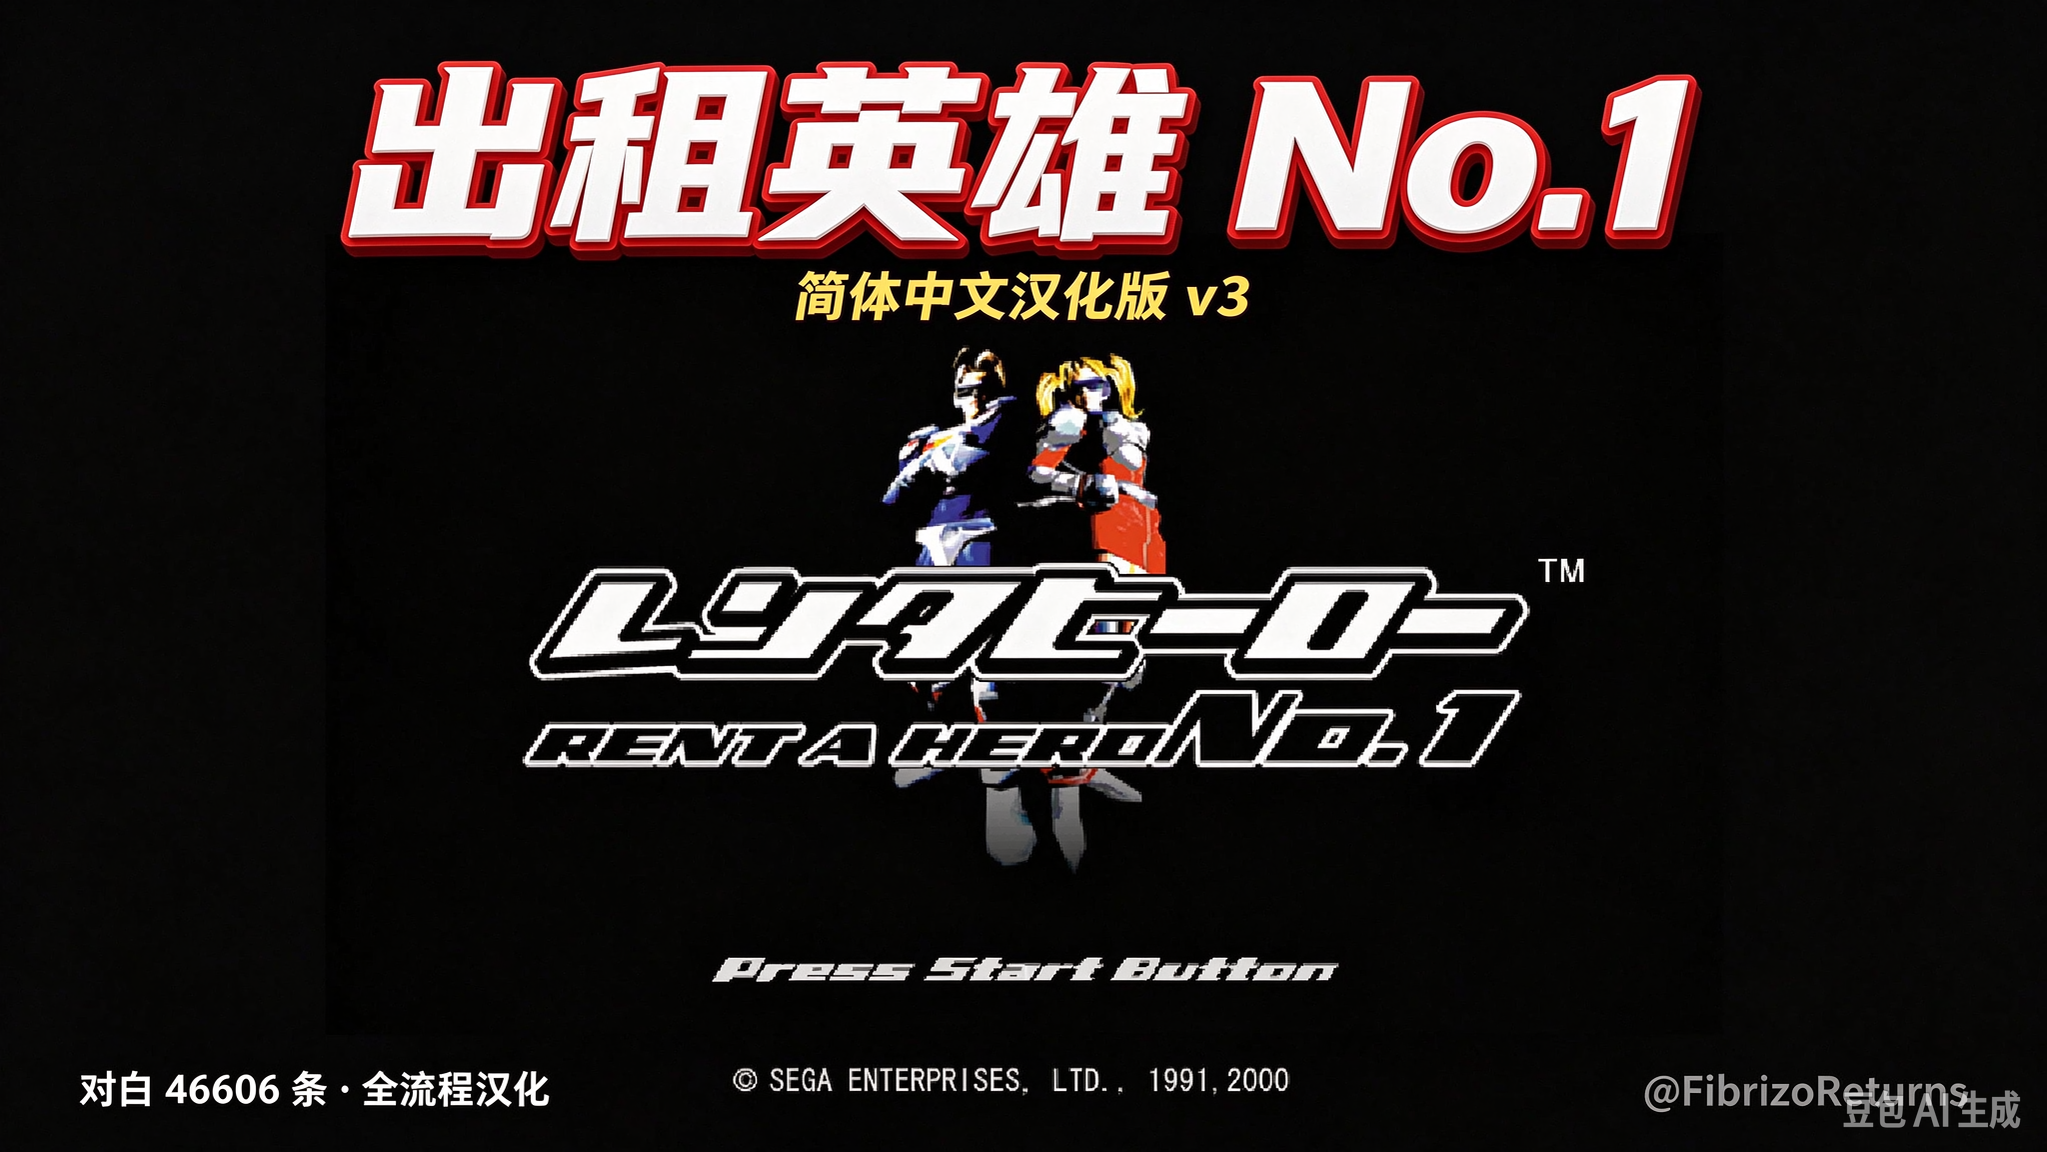 出租英雄 No.1
简体中文汉化版 v3
レンタヒーロー TM
RENT A HERO No.1
Press Start Button
© SEGA ENTERPRISES, LTD., 1991,2000
对白 46606 条 · 全流程汉化
@FibrizoReturns
豆包 AI 生成